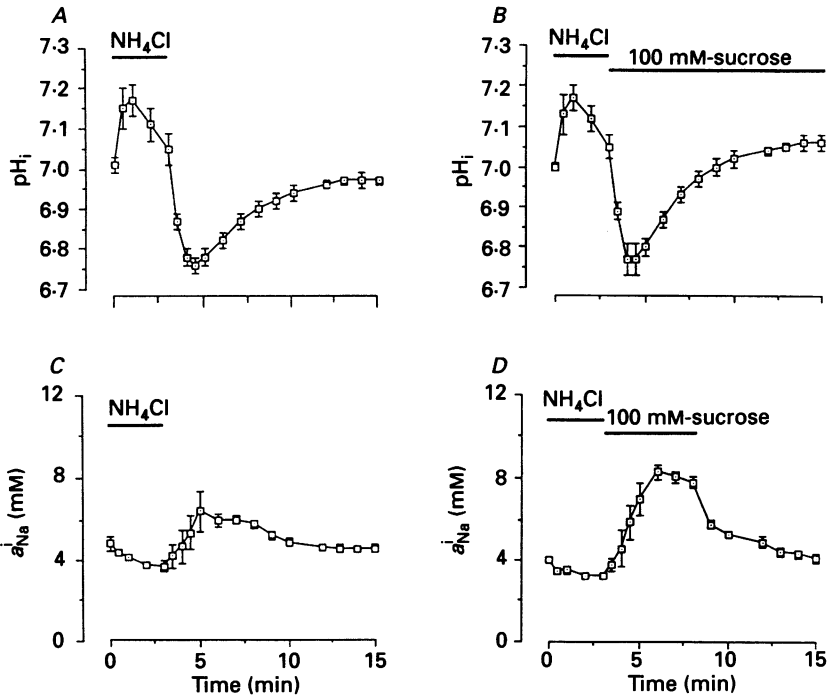 A
NH₄Cl
7·3
7·2
7·1
7·0
6·9
6·8
6·7
pHᵢ
B
NH₄Cl
100 mM-sucrose
7·3
7·2
7·1
7·0
6·9
6·8
6·7
pHᵢ
C
NH₄Cl
12
8
4
0
aⁱNa (mM)
0
5
10
15
Time (min)
D
NH₄Cl
100 mM-sucrose
12
8
4
0
aⁱNa (mM)
0
5
10
15
Time (min)